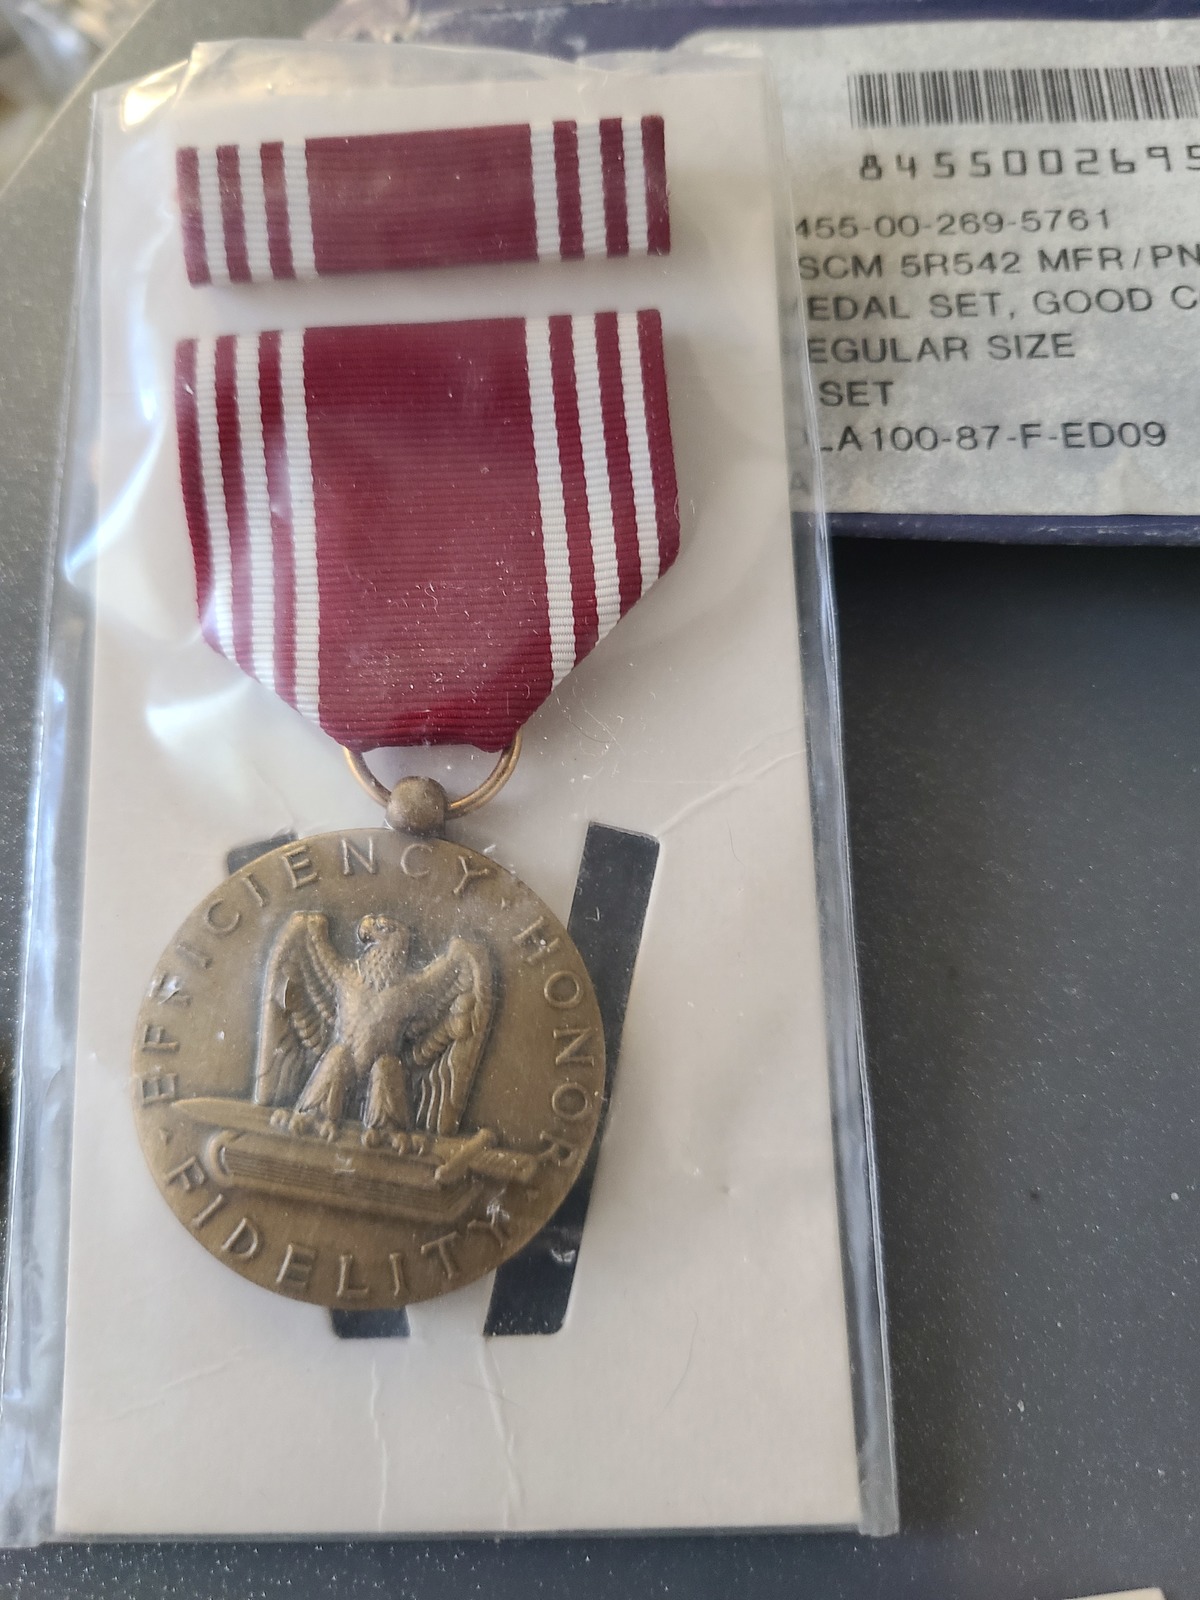 8455002695
455-00-269-5761
SCM 5R542 MFR/PN
EDAL SET, GOOD C
EGULAR SIZE
SET
LA100-87-F-ED09
EFFICIENCY · HONOR
· FIDELITY ·